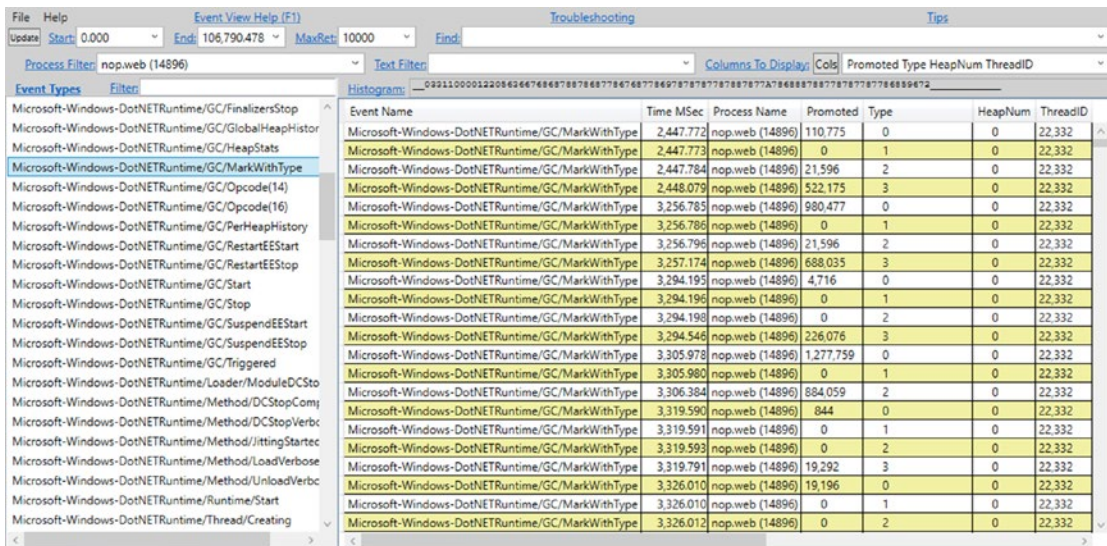 File Help Event View Help (F1) Troubleshooting Tips
Update Start: 0.000 End: 106,790.478 MaxRet: 10000 Find:
Process Filter: nop.web (14896) Text Filter: Columns To Display: Cols Promoted Type HeapNum ThreadID
Event Types Filter: Histogram:
Event Name Time MSec Process Name Promoted Type HeapNum ThreadID
Microsoft-Windows-DotNETRuntime/GC/FinalizersStop
Microsoft-Windows-DotNETRuntime/GC/GlobalHeapHistor
Microsoft-Windows-DotNETRuntime/GC/HeapStats
Microsoft-Windows-DotNETRuntime/GC/MarkWithType
Microsoft-Windows-DotNETRuntime/GC/Opcode(14)
Microsoft-Windows-DotNETRuntime/GC/Opcode(16)
Microsoft-Windows-DotNETRuntime/GC/PerHeapHistory
Microsoft-Windows-DotNETRuntime/GC/RestartEEStart
Microsoft-Windows-DotNETRuntime/GC/RestartEEStop
Microsoft-Windows-DotNETRuntime/GC/Start
Microsoft-Windows-DotNETRuntime/GC/Stop
Microsoft-Windows-DotNETRuntime/GC/SuspendEEStart
Microsoft-Windows-DotNETRuntime/GC/SuspendEEStop
Microsoft-Windows-DotNETRuntime/GC/Triggered
Microsoft-Windows-DotNETRuntime/Loader/ModuleDCSto
Microsoft-Windows-DotNETRuntime/Method/DCStopComp
Microsoft-Windows-DotNETRuntime/Method/DCStopVerbo
Microsoft-Windows-DotNETRuntime/Method/JittingStarted
Microsoft-Windows-DotNETRuntime/Method/LoadVerbose
Microsoft-Windows-DotNETRuntime/Method/UnloadVerbo
Microsoft-Windows-DotNETRuntime/Runtime/Start
Microsoft-Windows-DotNETRuntime/Thread/Creating
Microsoft-Windows-DotNETRuntime/GC/MarkWithType 2,447.772 nop.web (14896) 110,775 0 0 22,332
Microsoft-Windows-DotNETRuntime/GC/MarkWithType 2,447.773 nop.web (14896) 0 1 0 22,332
Microsoft-Windows-DotNETRuntime/GC/MarkWithType 2,447.784 nop.web (14896) 21,596 2 0 22,332
Microsoft-Windows-DotNETRuntime/GC/MarkWithType 2,448.079 nop.web (14896) 522,175 3 0 22,332
Microsoft-Windows-DotNETRuntime/GC/MarkWithType 3,256.785 nop.web (14896) 980,477 0 0 22,332
Microsoft-Windows-DotNETRuntime/GC/MarkWithType 3,256.786 nop.web (14896) 0 1 0 22,332
Microsoft-Windows-DotNETRuntime/GC/MarkWithType 3,256.796 nop.web (14896) 21,596 2 0 22,332
Microsoft-Windows-DotNETRuntime/GC/MarkWithType 3,257.174 nop.web (14896) 688,035 3 0 22,332
Microsoft-Windows-DotNETRuntime/GC/MarkWithType 3,294.195 nop.web (14896) 4,716 0 0 22,332
Microsoft-Windows-DotNETRuntime/GC/MarkWithType 3,294.196 nop.web (14896) 0 1 0 22,332
Microsoft-Windows-DotNETRuntime/GC/MarkWithType 3,294.198 nop.web (14896) 0 2 0 22,332
Microsoft-Windows-DotNETRuntime/GC/MarkWithType 3,294.546 nop.web (14896) 226,076 3 0 22,332
Microsoft-Windows-DotNETRuntime/GC/MarkWithType 3,305.978 nop.web (14896) 1,277,759 0 0 22,332
Microsoft-Windows-DotNETRuntime/GC/MarkWithType 3,305.980 nop.web (14896) 0 1 0 22,332
Microsoft-Windows-DotNETRuntime/GC/MarkWithType 3,306.384 nop.web (14896) 884,059 2 0 22,332
Microsoft-Windows-DotNETRuntime/GC/MarkWithType 3,319.590 nop.web (14896) 844 0 0 22,332
Microsoft-Windows-DotNETRuntime/GC/MarkWithType 3,319.591 nop.web (14896) 0 1 0 22,332
Microsoft-Windows-DotNETRuntime/GC/MarkWithType 3,319.593 nop.web (14896) 0 2 0 22,332
Microsoft-Windows-DotNETRuntime/GC/MarkWithType 3,319.791 nop.web (14896) 19,292 3 0 22,332
Microsoft-Windows-DotNETRuntime/GC/MarkWithType 3,326.010 nop.web (14896) 19,196 0 0 22,332
Microsoft-Windows-DotNETRuntime/GC/MarkWithType 3,326.010 nop.web (14896) 0 1 0 22,332
Microsoft-Windows-DotNETRuntime/GC/MarkWithType 3,326.012 nop.web (14896) 0 2 0 22,332